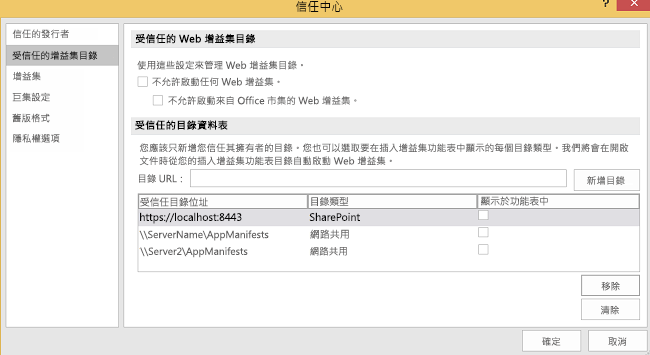 信任中心
?
信任的發行者
受信任的增益集目錄
增益集
巨集設定
舊版格式
隱私權選項
受信任的 Web 增益集目錄
使用這些設定來管理 Web 增益集目錄。
不允許啟動任何 Web 增益集。
不允許啟動來自 Office 市集的 Web 增益集。
受信任的目錄資料表
您應該只新增您信任其擁有者的目錄。您也可以選取要在插入增益集功能表中顯示的每個目錄類型。我們將會在開啟
文件時從您的插入增益集功能表目錄自動啟動 Web 增益集。
目錄 URL：
新增目錄
受信任目錄位址 目錄類型 顯示於功能表中
https://localhost:8443 SharePoint
\\ServerName\AppManifests 網路共用
\\Server2\AppManifests 網路共用
移除
清除
確定 取消